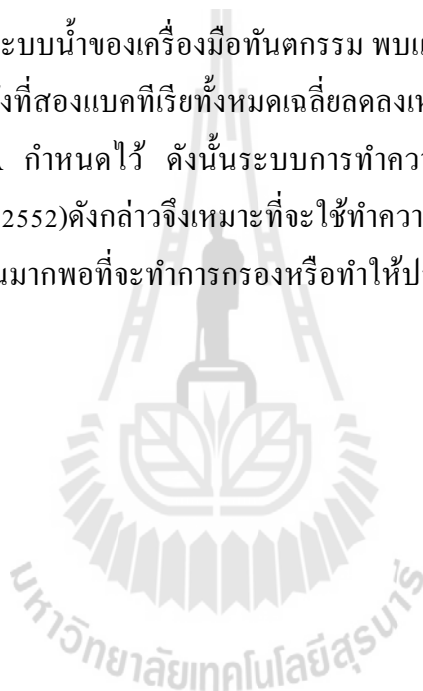 ระบบน้ำของเครื่องมือทันตกรรม พบแ
งที่สองแบคทีเรียทั้งหมดเฉลี่ยลดลงเ
กำหนดไว้ ดังนั้นระบบการทำควา
2552)ดังกล่าวจึงเหมาะที่จะใช้ทำควา
นมากพอที่จะทำการกรองหรือทำให้ป
มหาวิทยาลัยเทคโนโลยีสุรนารี